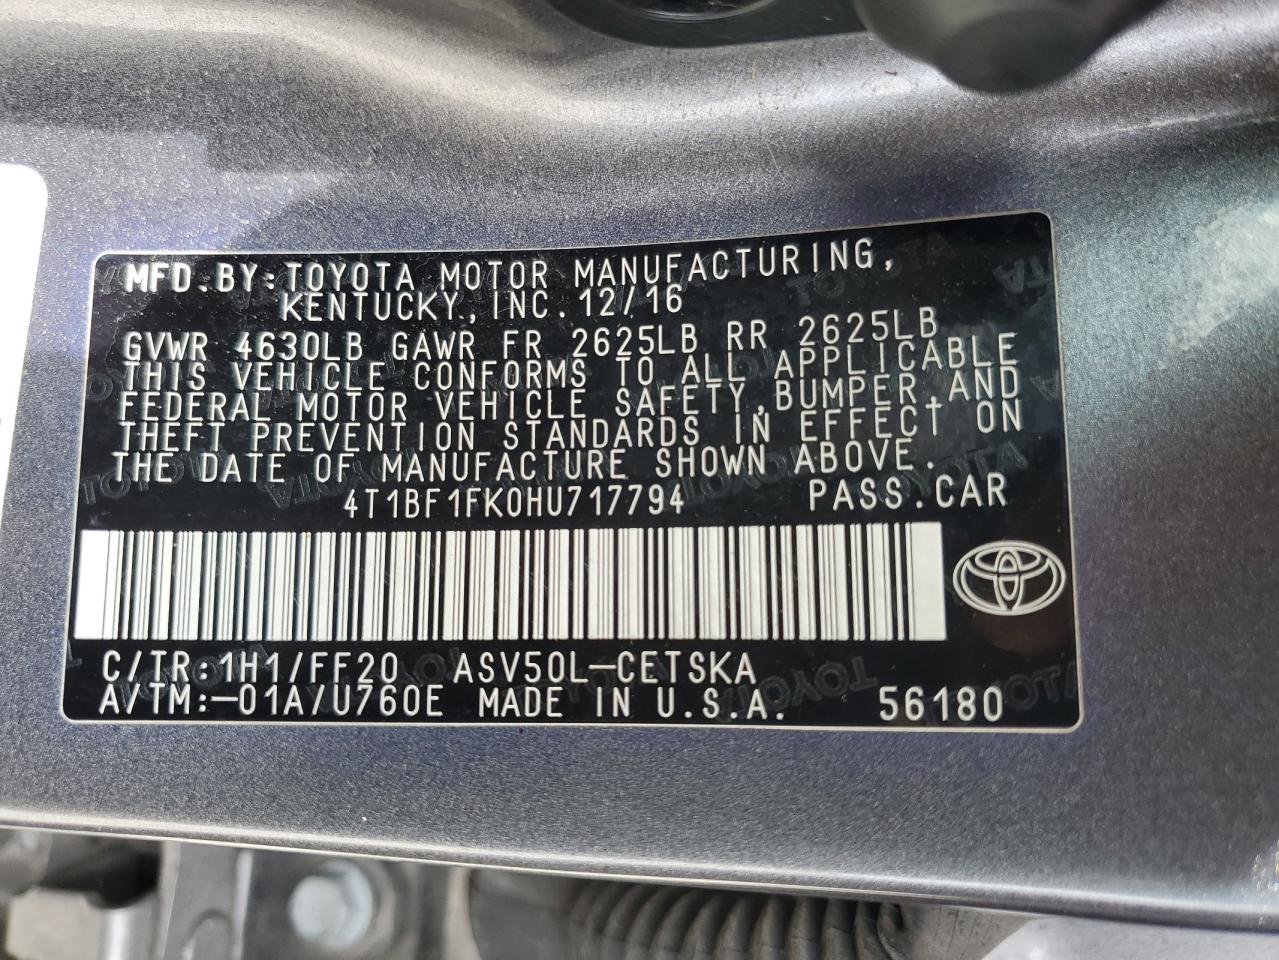 MFD.BY:TOYOTA MOTOR MANUFACTURING,
KENTUCKY, INC. 12/16
GVWR 4630LB GAWR FR 2625LB RR 2625LB
THIS VEHICLE CONFORMS TO ALL APPLICABLE
FEDERAL MOTOR VEHICLE SAFETY,BUMPER,AND
THEFT PREVENTION STANDARDS IN EFFECT ON
THE DATE OF MANUFACTURE SHOWN ABOVE.
4T1BF1FK0HU717794 PASS.CAR
C/TR:1H1/FF20 ASV50L-CETSKA
A/TM:-01A/U760E MADE IN U.S.A. 56180